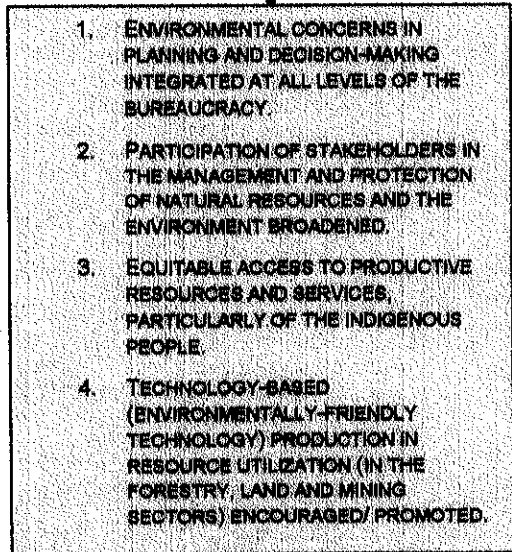 1. ENVIRONMENTAL CONCERNS IN
PLANNING AND DECISION-MAKING
INTEGRATED AT ALL LEVELS OF THE
BUREAUCRACY.
2. PARTICIPATION OF STAKEHOLDERS IN
THE MANAGEMENT AND PROTECTION
OF NATURAL RESOURCES AND THE
ENVIRONMENT BROADENED.
3. EQUITABLE ACCESS TO PRODUCTIVE
RESOURCES AND SERVICES,
PARTICULARLY OF THE INDIGENOUS
PEOPLE.
4. TECHNOLOGY-BASED
(ENVIRONMENTALLY-FRIENDLY
TECHNOLOGY) PRODUCTION IN
RESOURCE UTILIZATION (IN THE
FORESTRY, LAND AND MINING
SECTORS) ENCOURAGED/ PROMOTED.